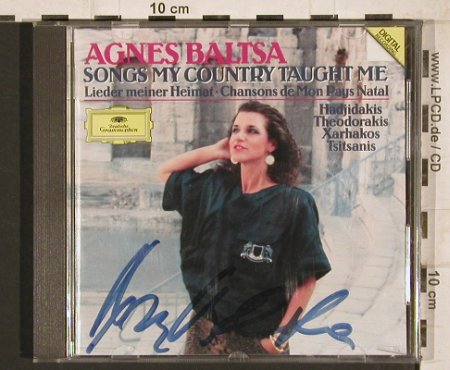 10 cm
AGNES BALTSA
SONGS MY COUNTRY TAUGHT ME
Lieder meiner Heimat · Chansons de Mon Pays Natal
DIGITAL RECORDING
Deutsche Grammophon
Hadjidakis
Theodorakis
Xarhakos
Tsitsanis
www.LPCD.de / CD
10 cm